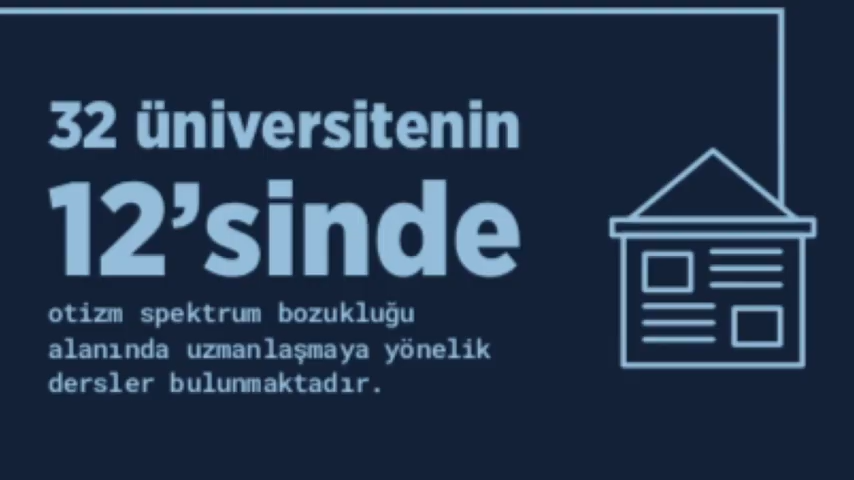 32 üniversitenin
12’sinde
otizm spektrum bozukluğu
alanında uzmanlaşmaya yönelik
dersler bulunmaktadır.